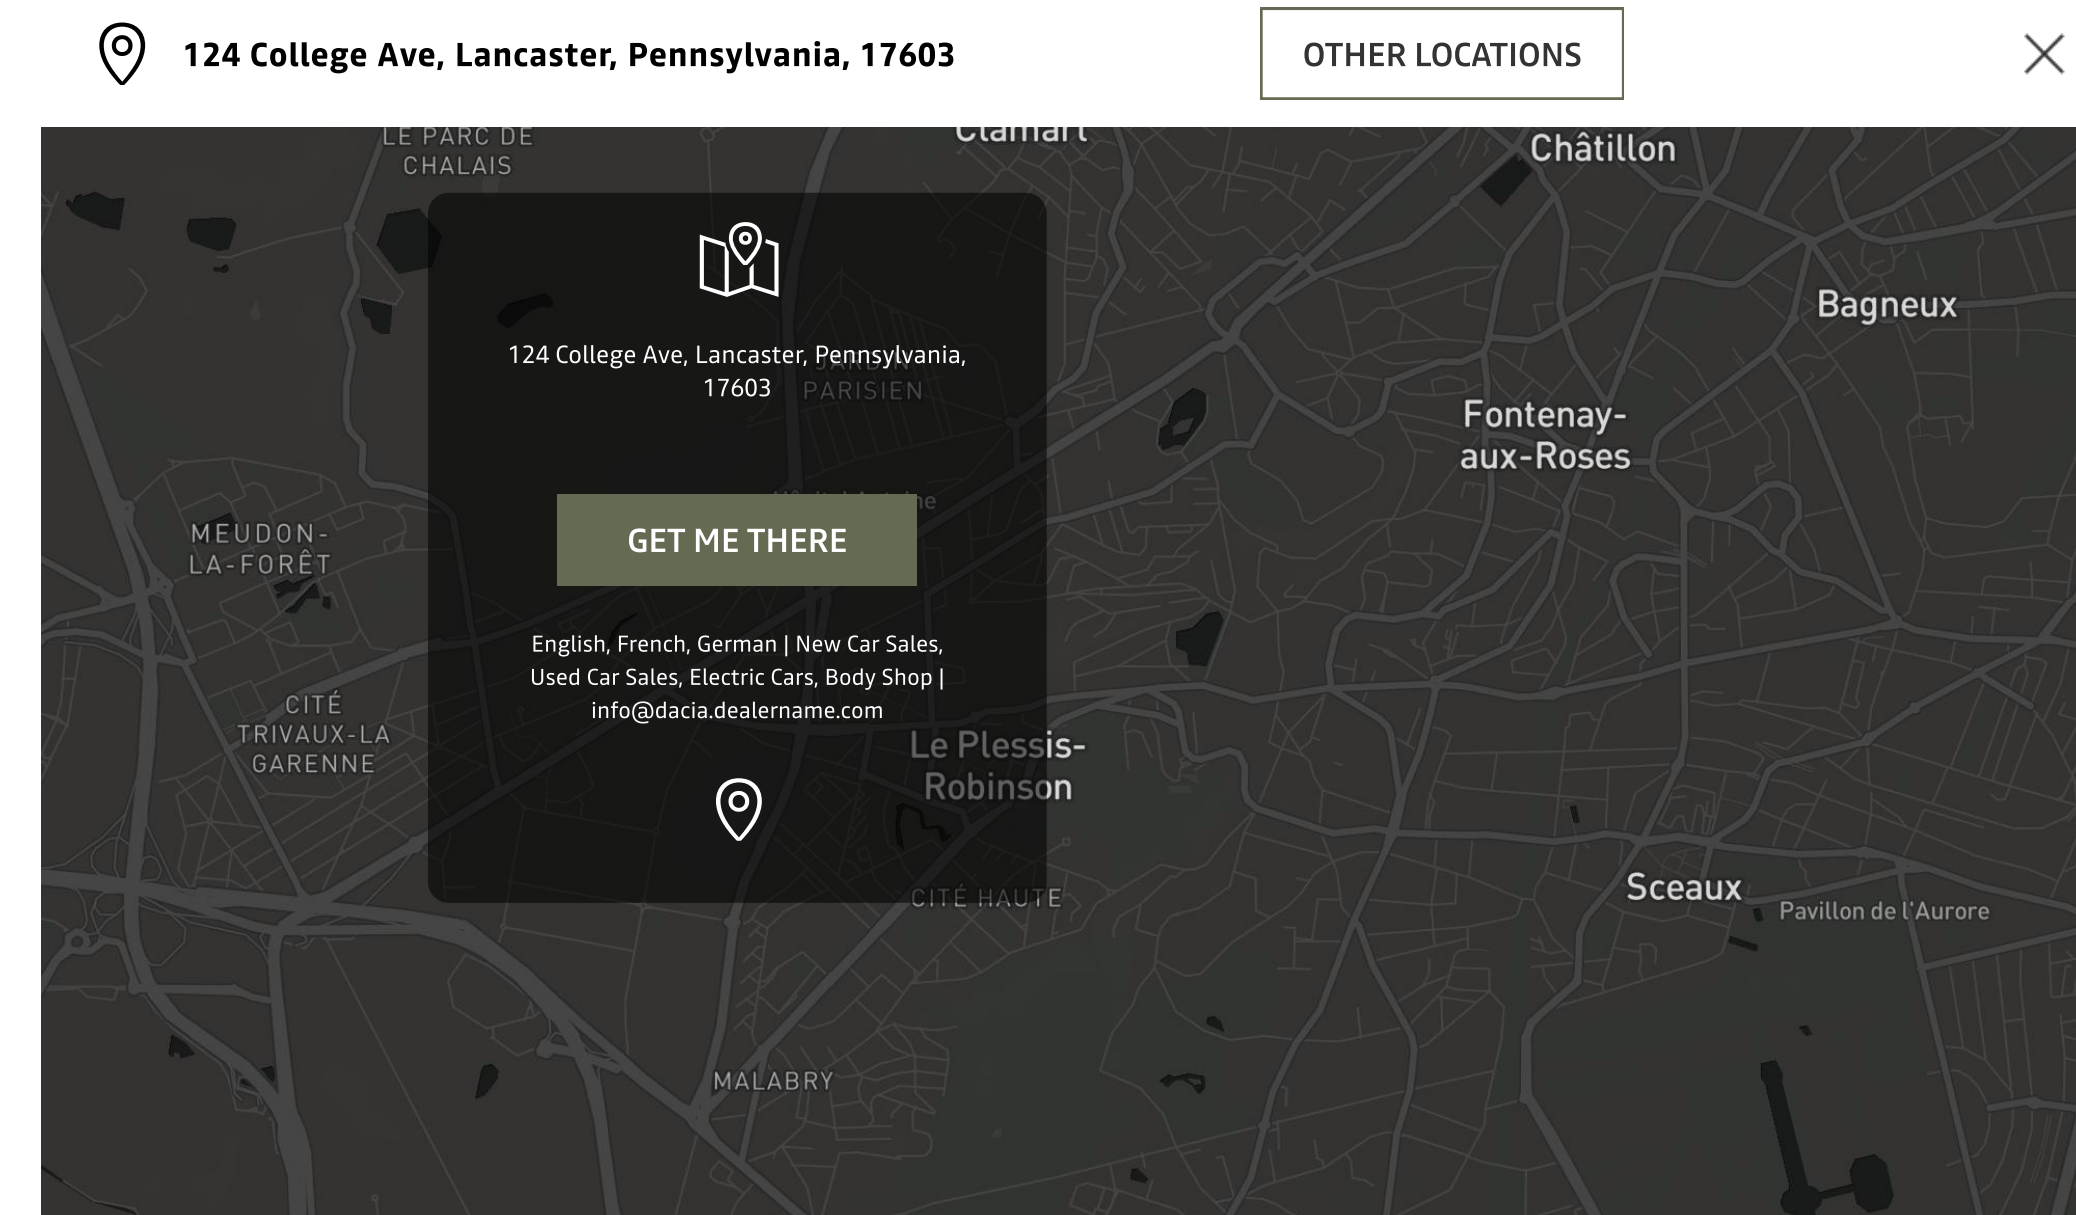 124 College Ave, Lancaster, Pennsylvania, 17603
OTHER LOCATIONS
LE PARC DE
CHALAIS
Clamart
Châtillon
Bagneux
124 College Ave, Lancaster, Pennsylvania,
17603
JARDIN
PARISIEN
Fontenay-
aux-Roses
GET ME THERE
MEUDON-
LA-FORÊT
English, French, German | New Car Sales,
Used Car Sales, Electric Cars, Body Shop |
info@dacia.dealername.com
CITÉ
TRIVAUX-LA
GARENNE
Le Plessis-
Robinson
CITÉ HAUTE
Sceaux
Pavillon de l'Aurore
MALABRY